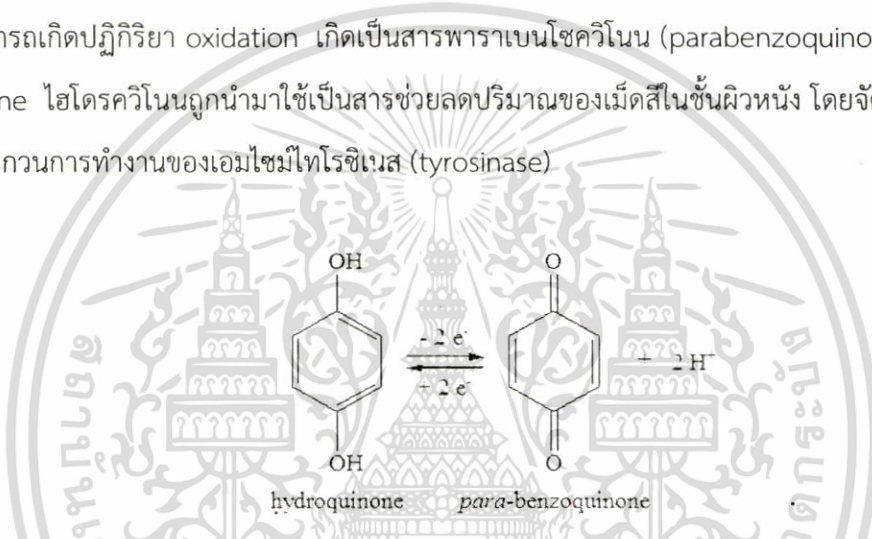 ารถเกิดปฏิกิริยา oxidation เกิดเป็นสารพาราเบนโซควิโนน (parabenzoquino
ne ไฮโดรควิโนนถูกนำมาใช้เป็นสารช่วยลดปริมาณของเม็ดสีในชั้นผิวหนัง โดยจัด
กวนการทำงานของเอมไซม์ไทโรซิเนส (tyrosinase)
OH O
- 2 e⁻
+ 2 H⁺
+ 2 e⁻
OH O
hydroquinone para-benzoquinone